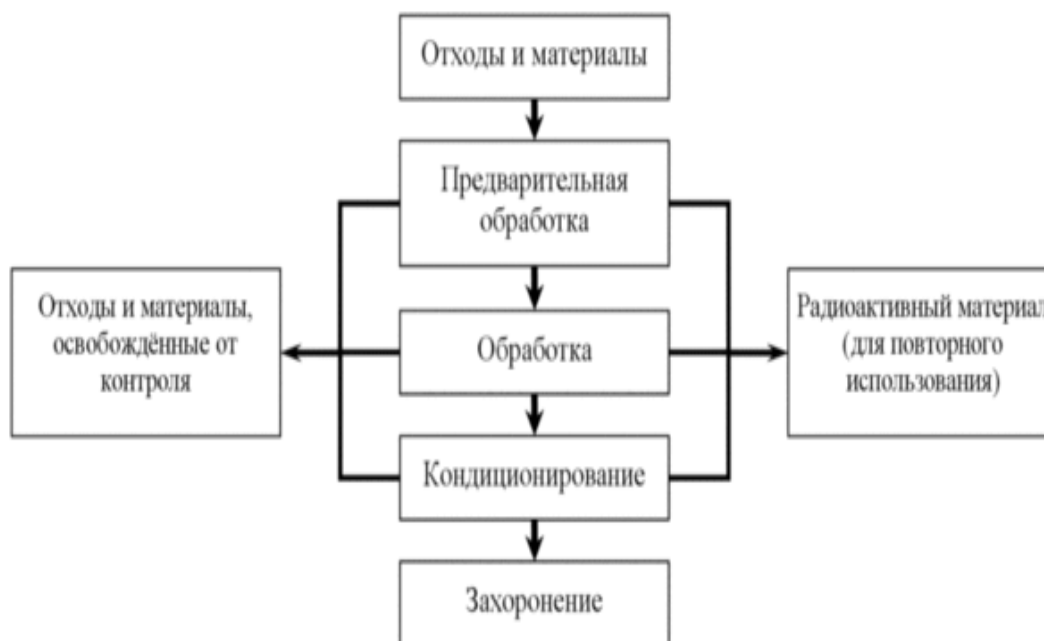 Отходы и материалы
Предварительная
обработка
Отходы и материалы,
освобождённые от
контроля
Обработка
Радиоактивный материал
(для повторного
использования)
Кондиционирование
Захоронение